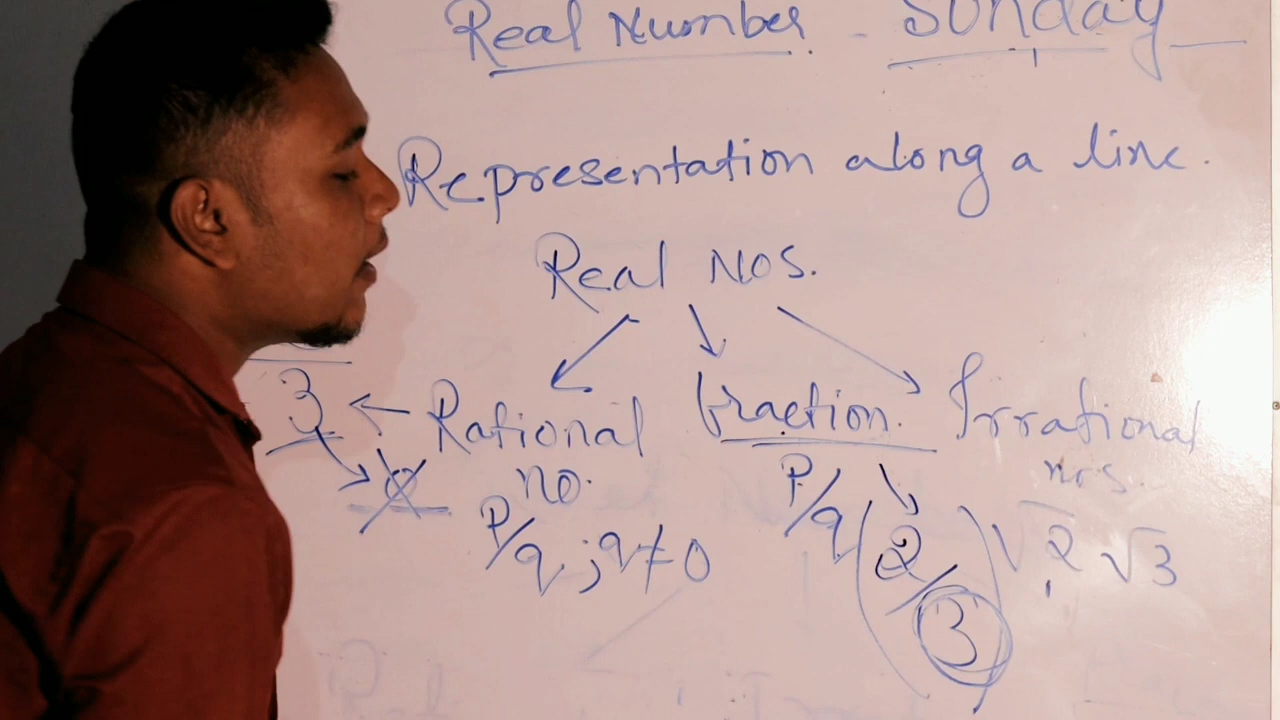 Real Number - Sunday
Representation along a line.
Real Nos.
3 ← Rational no. fraction. Irrational nos.
P/q ; q ≠ 0 P/q (2/3) √2 √3